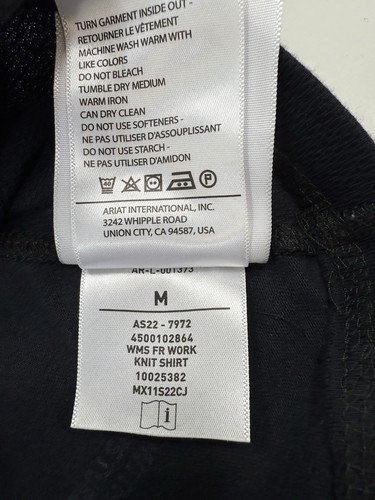 TURN GARMENT INSIDE OUT -
RETOURNER LE VÊTEMENT
MACHINE WASH WARM WITH
LIKE COLORS
DO NOT BLEACH
TUMBLE DRY MEDIUM
WARM IRON
CAN DRY CLEAN
DO NOT USE SOFTENERS -
NE PAS UTILISER D'ASSOUPLISSANT
DO NOT USE STARCH -
NE PAS UTILISER D'AMIDON
40 P
ARIAT INTERNATIONAL, INC.
3242 WHIPPLE ROAD
UNION CITY, CA 94587, USA
AR-L-001373
M
AS22 - 7972
4500102864
WMS FR WORK
KNIT SHIRT
10025382
MX11S22CJ
i